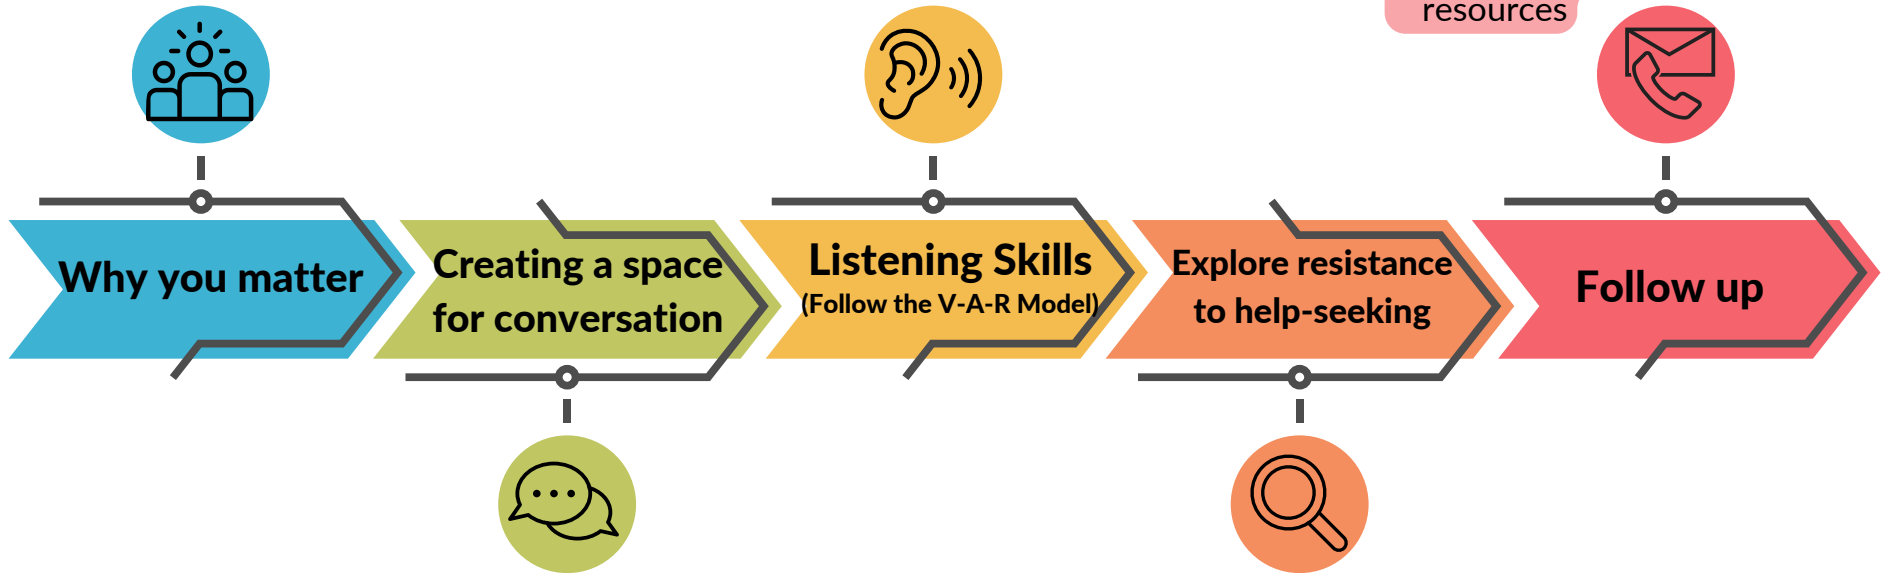 resources
Why you matter
Creating a space
for conversation
Listening Skills
(Follow the V-A-R Model)
Explore resistance
to help-seeking
Follow up